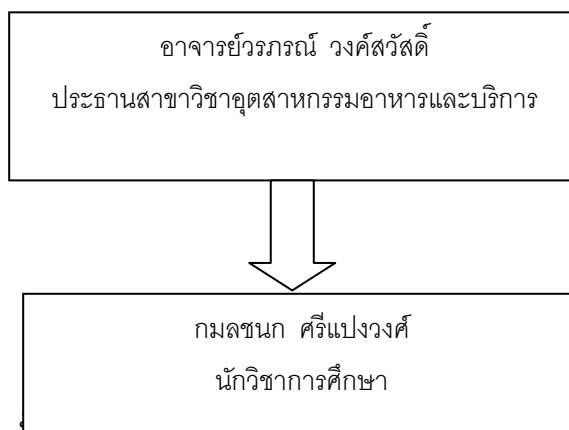 อาจารย์วรภรณ์ วงค์สวัสดิ์
ประธานสาขาวิชาอุตสาหกรรมอาหารและบริการ
กมลชนก ศรีแปงวงศ์
นักวิชาการศึกษา